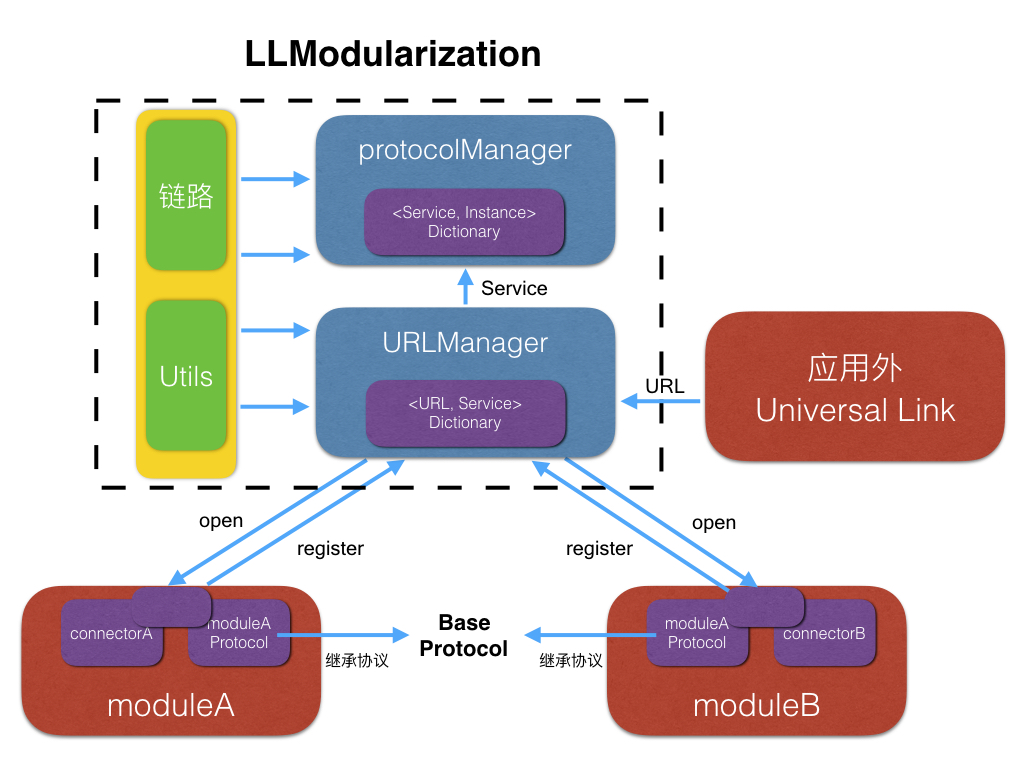 LLModularization
链路
Utils
protocolManager
<Service, Instance>
Dictionary
Service
URLManager
<URL, Service>
Dictionary
URL
应用外
Universal Link
open
register
register
open
connectorA
moduleA
Protocol
moduleA
Base
Protocol
继承协议
继承协议
moduleA
Protocol
connectorB
moduleB